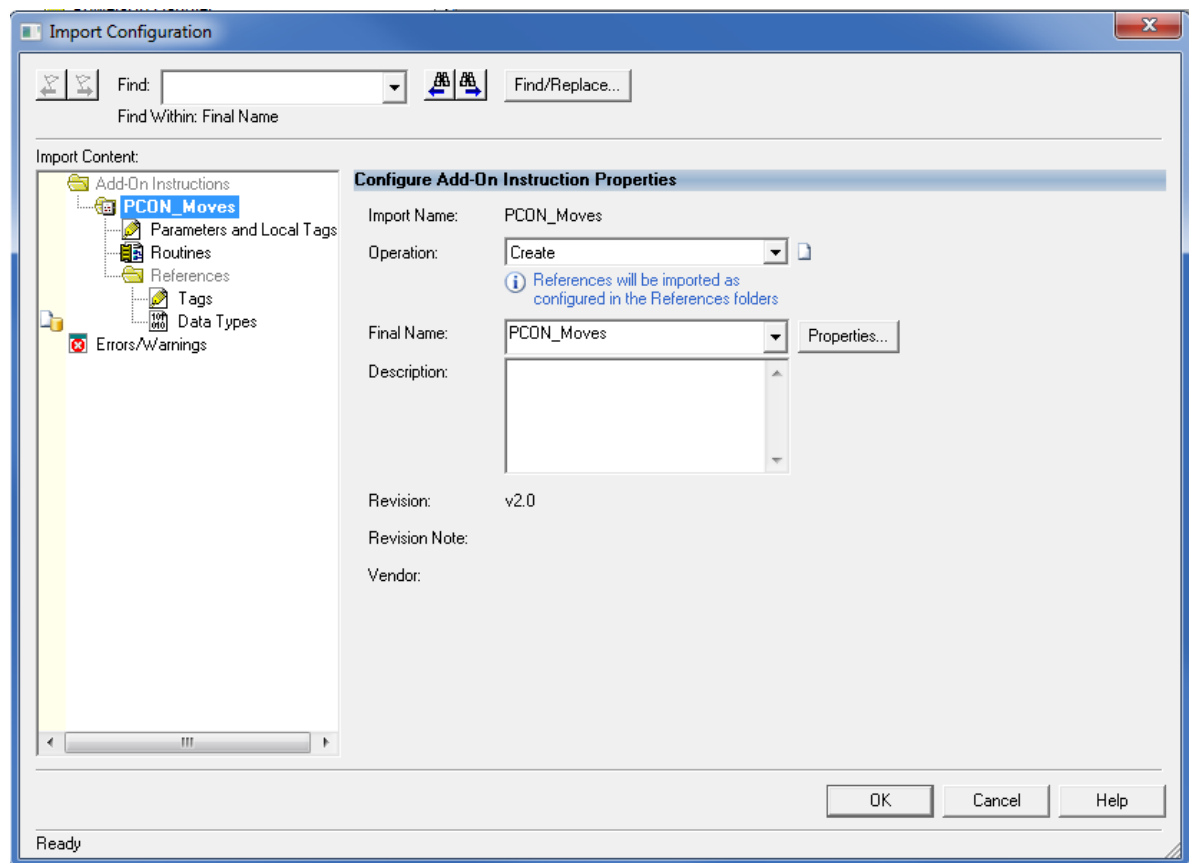 Import Configuration
Find:
Find/Replace...
Find Within: Final Name
Import Content:
Add-On Instructions
PCON_Moves
Parameters and Local Tags
Routines
References
Tags
Data Types
Errors/Warnings
Configure Add-On Instruction Properties
Import Name: PCON_Moves
Operation: Create
References will be imported as
configured in the References folders
Final Name: PCON_Moves Properties...
Description:
Revision: v2.0
Revision Note:
Vendor:
OK Cancel Help
Ready